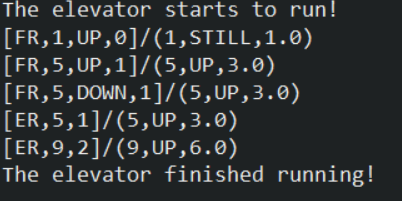 The elevator starts to run!
[FR,1,UP,0]/(1,STILL,1.0)
[FR,5,UP,1]/(5,UP,3.0)
[FR,5,DOWN,1]/(5,UP,3.0)
[ER,5,1]/(5,UP,3.0)
[ER,9,2]/(9,UP,6.0)
The elevator finished running!